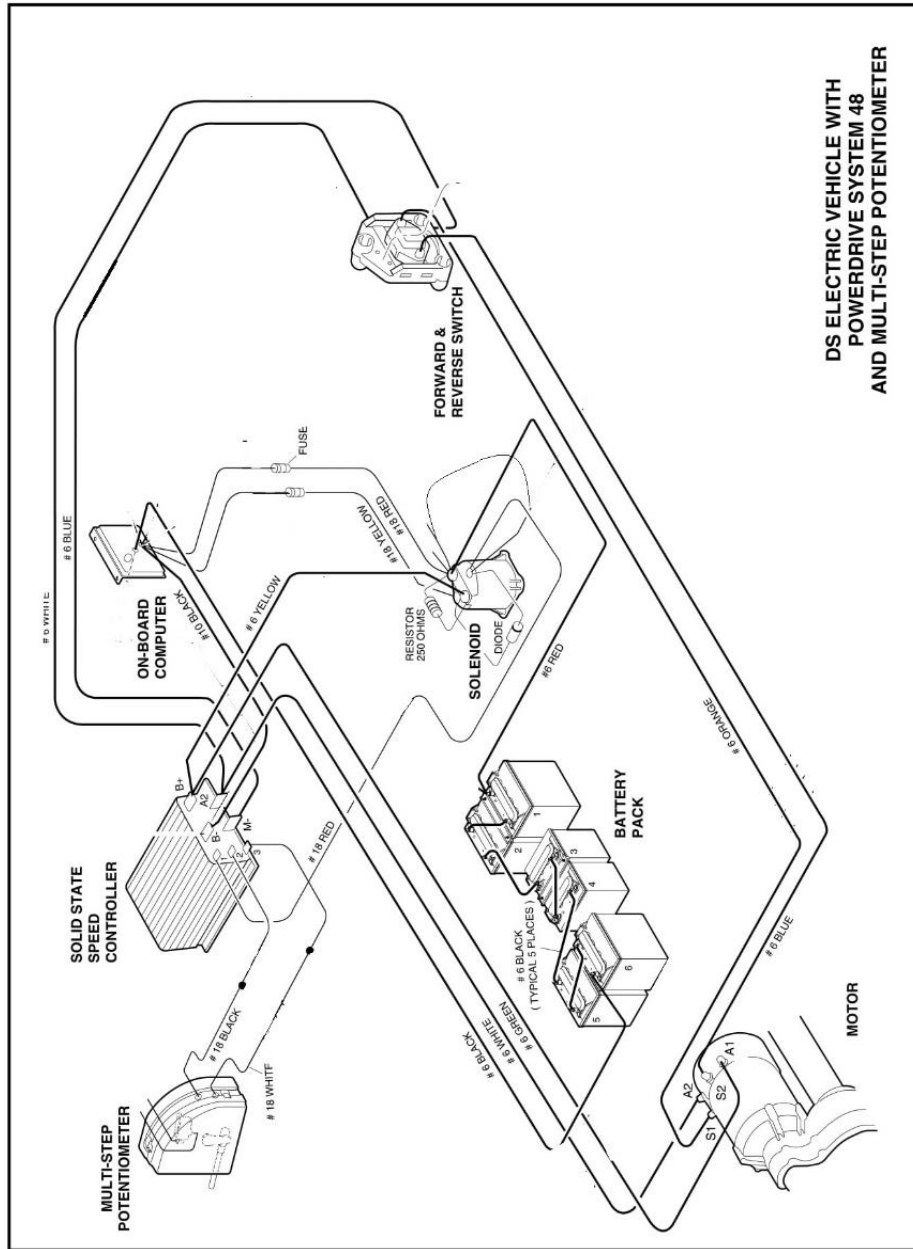 DS ELECTRIC VEHICLE WITH
POWERDRIVE SYSTEM 48
AND MULTI-STEP POTENTIOMETER
MULTI-STEP
POTENTIOMETER
# 18 BLACK
# 18 WHITE
SOLID STATE
SPEED
CONTROLLER
B+
A2
B-
M-
1
2
3
# 18 RED
ON-BOARD
COMPUTER
#10 BLACK
# 6 WHITE
# 6 BLUE
# 6 YELLOW
FUSE
#18 YELLOW
#18 RED
RESISTOR
250 OHMS
SOLENOID
DIODE
#6 RED
FORWARD &
REVERSE SWITCH
BATTERY
PACK
1
2
3
4
5
6
# 6 BLACK
( TYPICAL 5 PLACES )
# 6 BLACK
# 6 WHITE
# 6 GREEN
# 6 ORANGE
# 6 BLUE
MOTOR
A2
A1
S1
S2